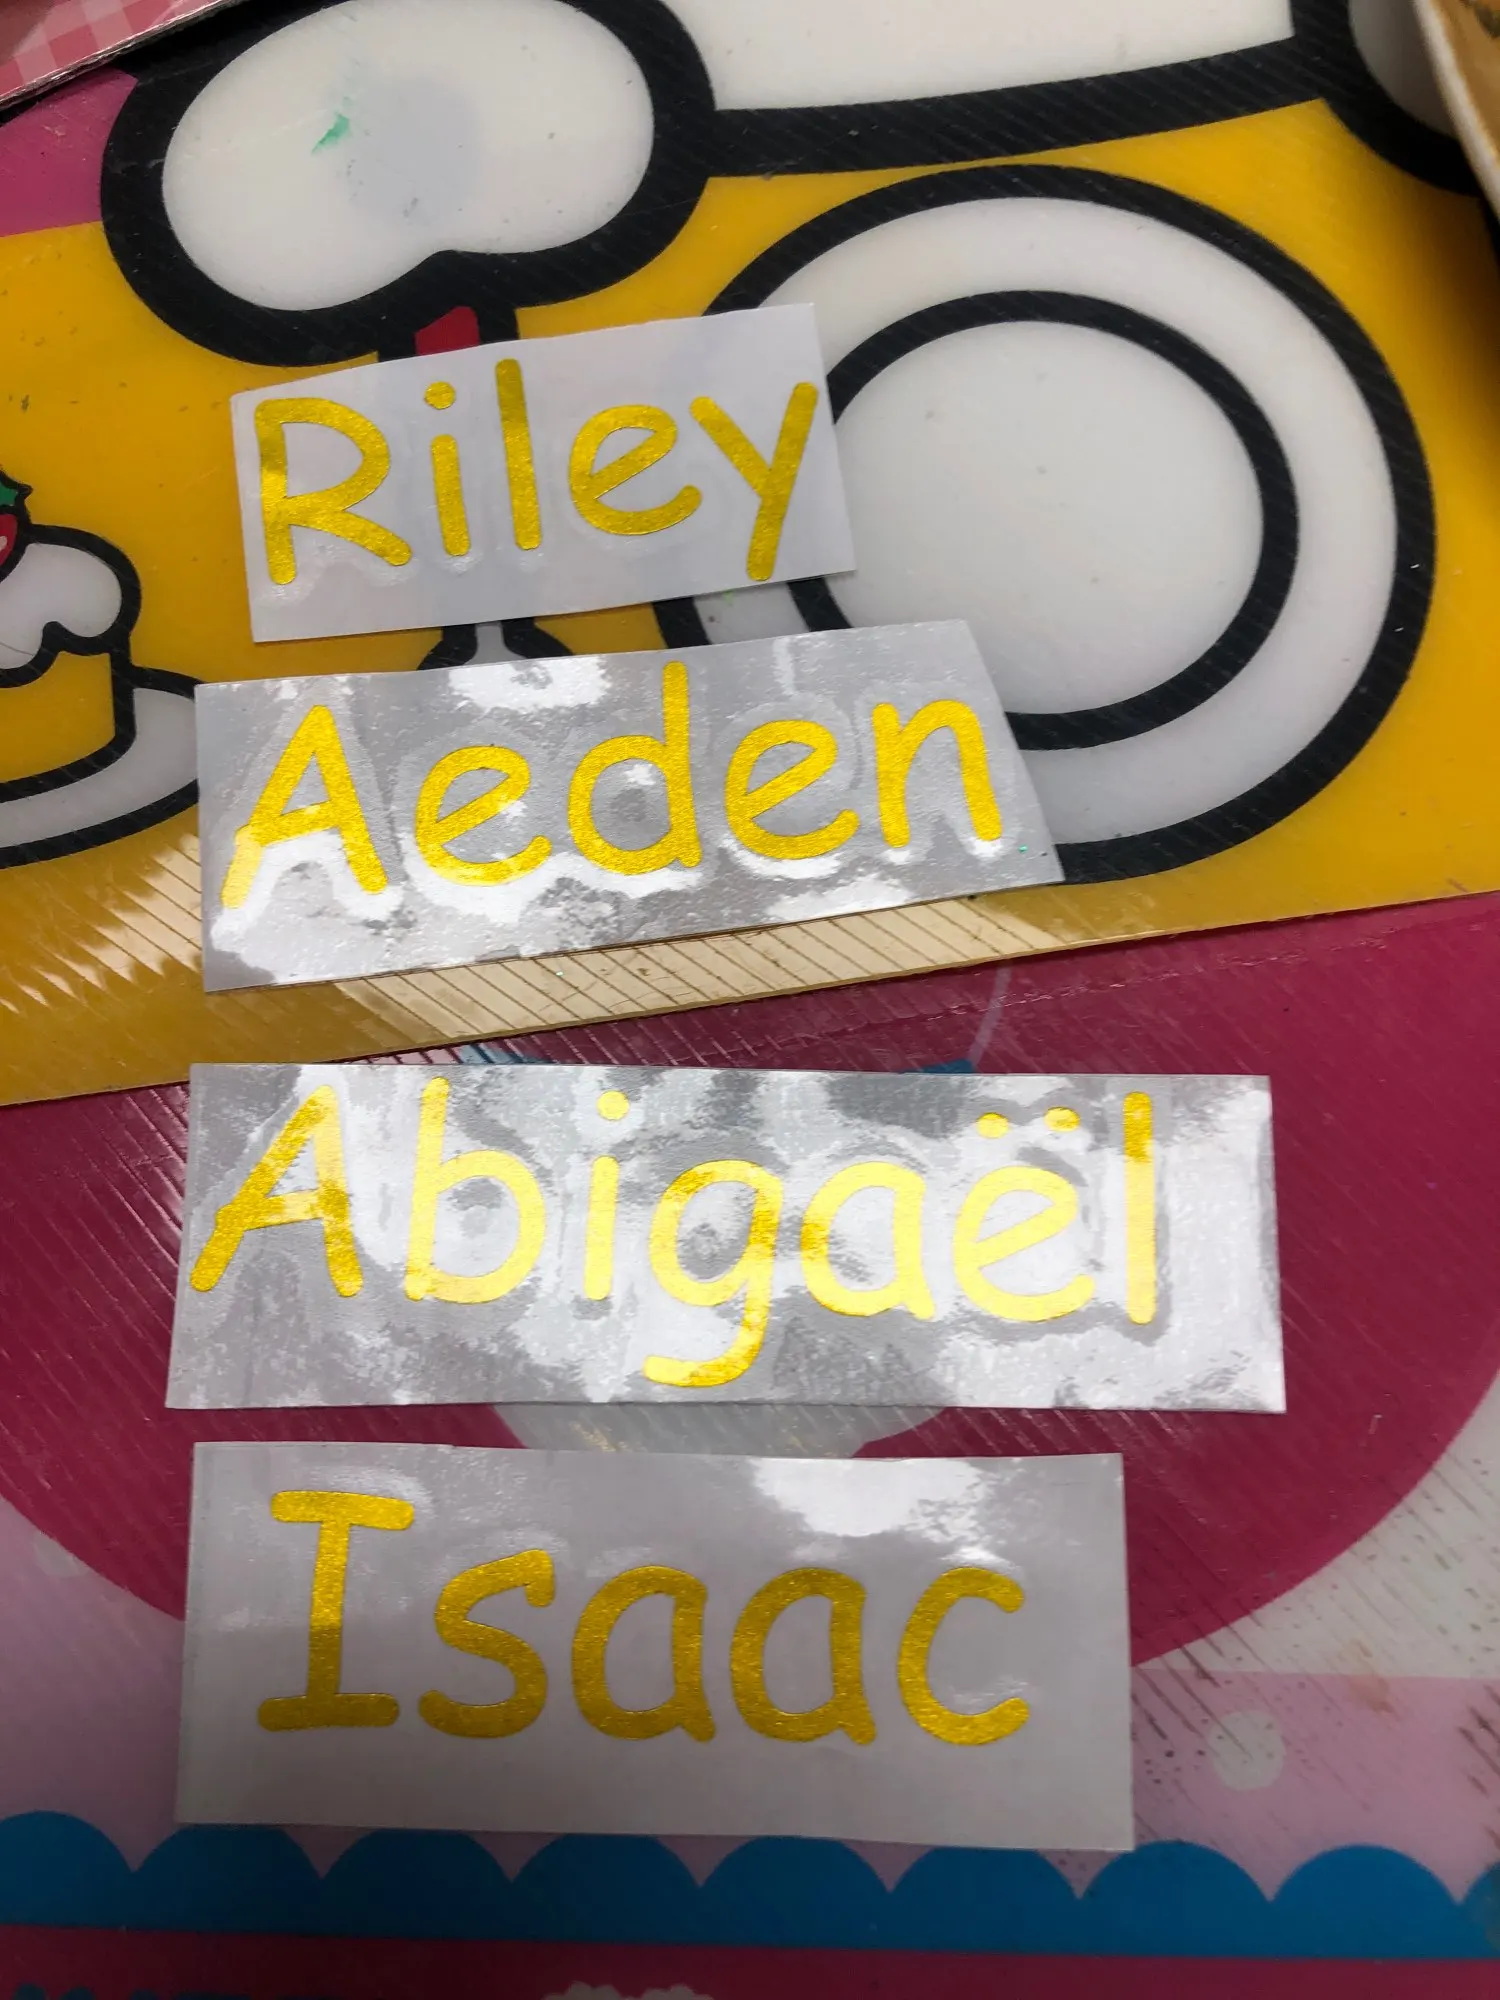 Riley
Aeden
Abigaël
Isaac